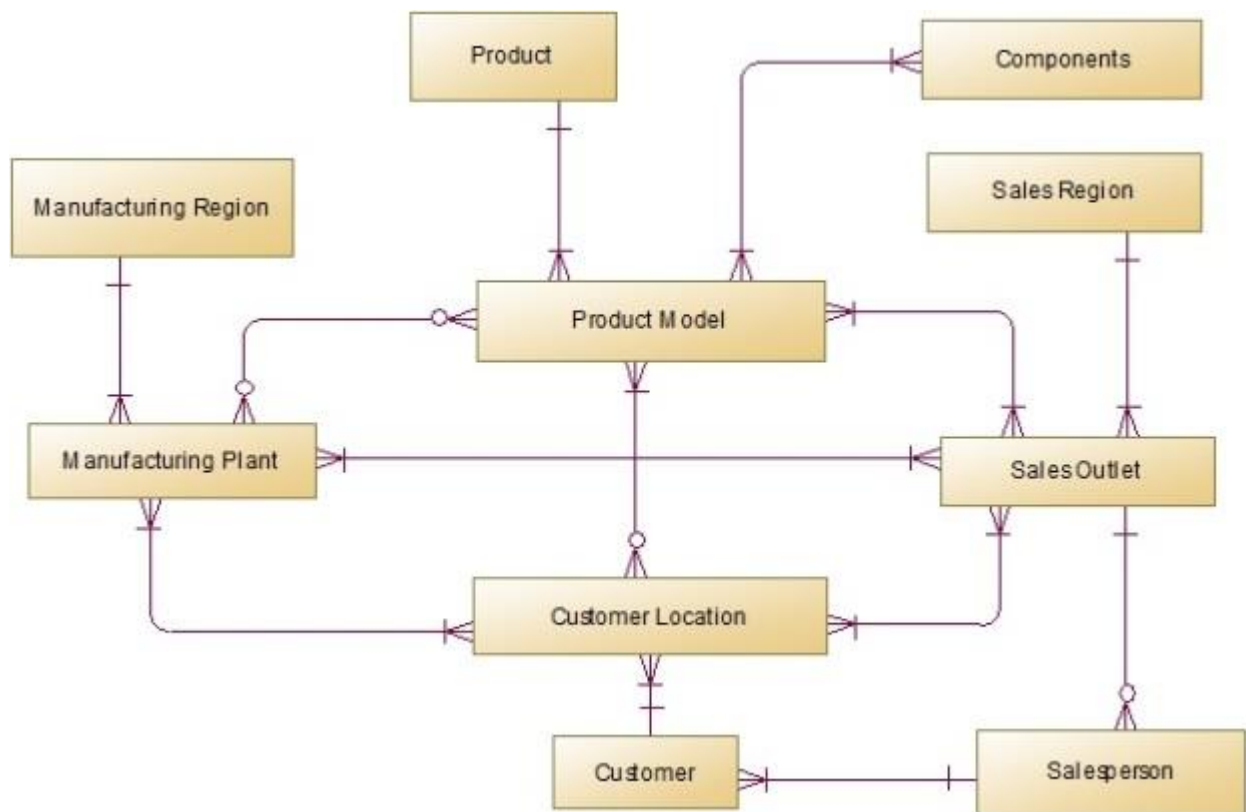 Product
Components
Manufacturing Region
Sales Region
Product Model
Manufacturing Plant
Sales Outlet
Customer Location
Customer
Salesperson